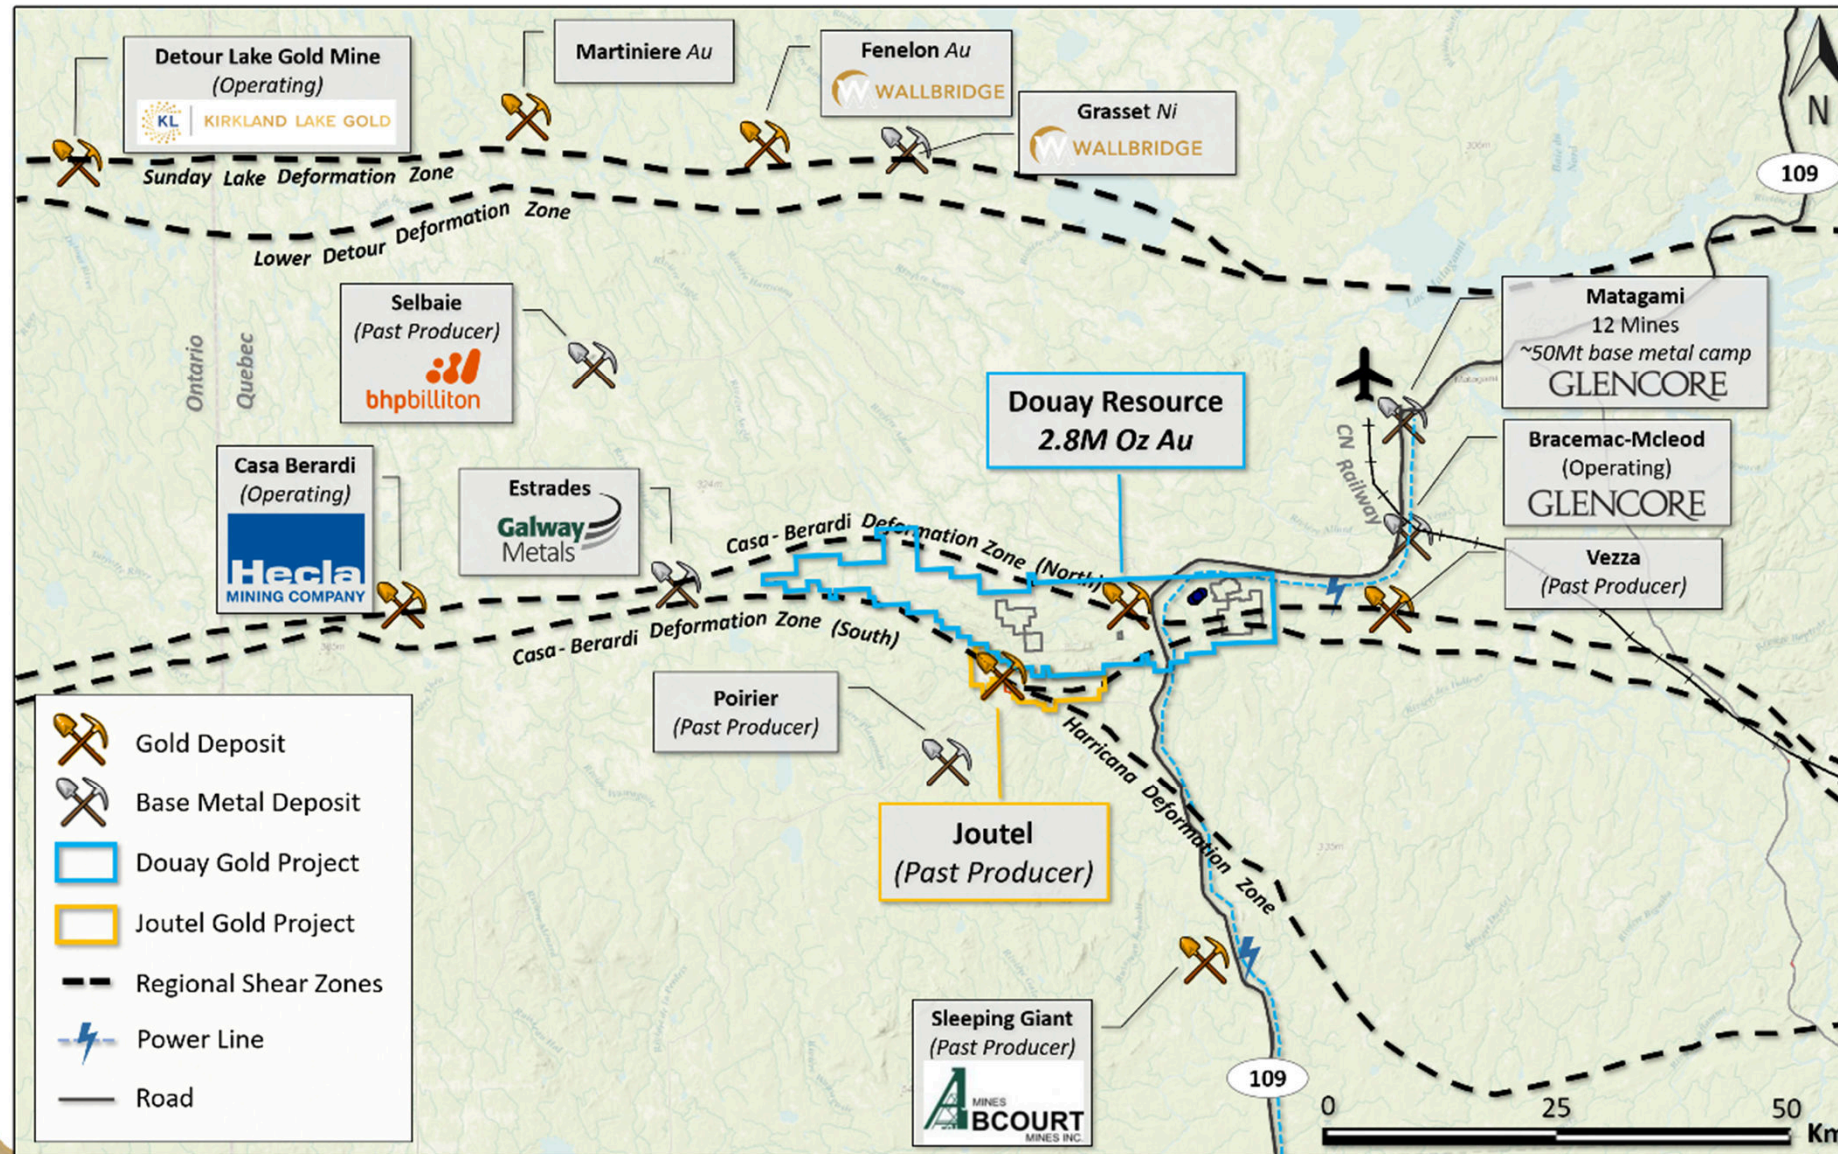 Detour Lake Gold Mine
(Operating)
KL KIRKLAND LAKE GOLD
Martiniere Au
Fenelon Au
W WALLBRIDGE
Grasset Ni
W WALLBRIDGE
N
109
Sunday Lake Deformation Zone
Lower Detour Deformation Zone
Ontario
Quebec
Selbaie
(Past Producer)
bhpbilliton
Matagami
12 Mines
~50Mt base metal camp
GLENCORE
Lac Matagami
Matagami
Douay Resource
2.8M Oz Au
CN Railway
Bracemac-Mcleod
(Operating)
GLENCORE
Casa Berardi
(Operating)
Hecla
MINING COMPANY
Estrades
Galway
Metals
Vezza
(Past Producer)
Casa-Berardi Deformation Zone (North)
Casa-Berardi Deformation Zone (South)
Poirier
(Past Producer)
Harricana Deformation Zone
Joutel
(Past Producer)
Gold Deposit
Base Metal Deposit
Douay Gold Project
Joutel Gold Project
Regional Shear Zones
Power Line
Road
Sleeping Giant
(Past Producer)
MINES
ABCOURT
MINES INC.
109
0 25 50
Km